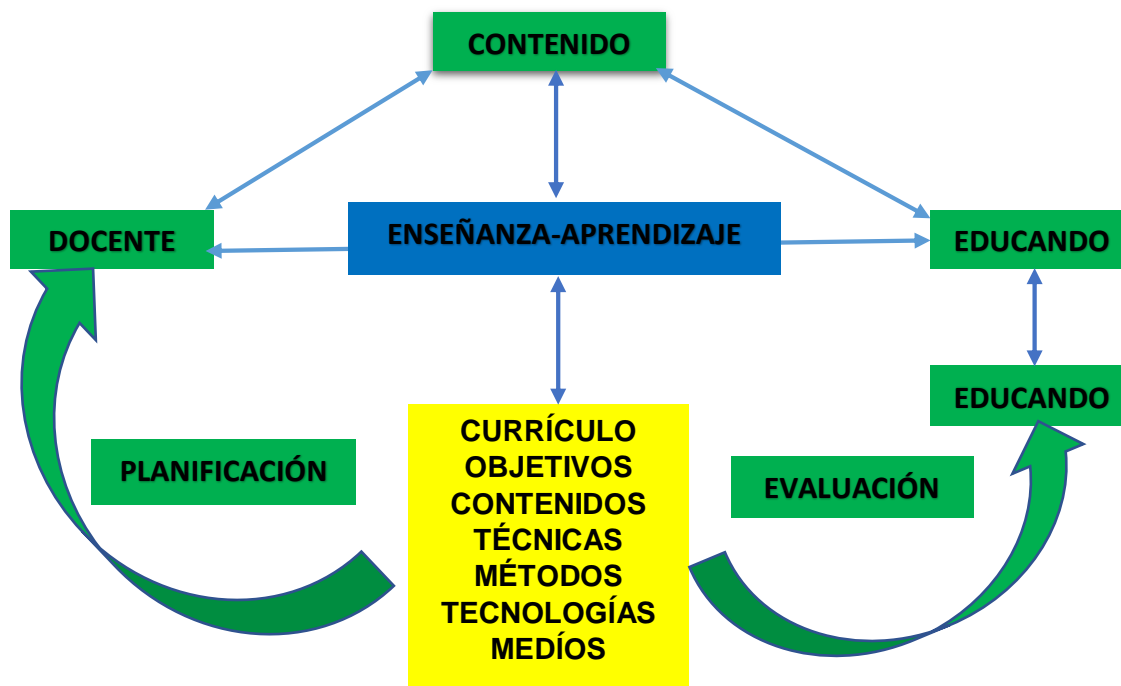 CONTENIDO
DOCENTE
ENSEÑANZA-APRENDIZAJE
EDUCANDO
EDUCANDO
PLANIFICACIÓN
CURRÍCULO
OBJETIVOS
CONTENIDOS
TÉCNICAS
MÉTODOS
TECNOLOGÍAS
MEDÍOS
EVALUACIÓN